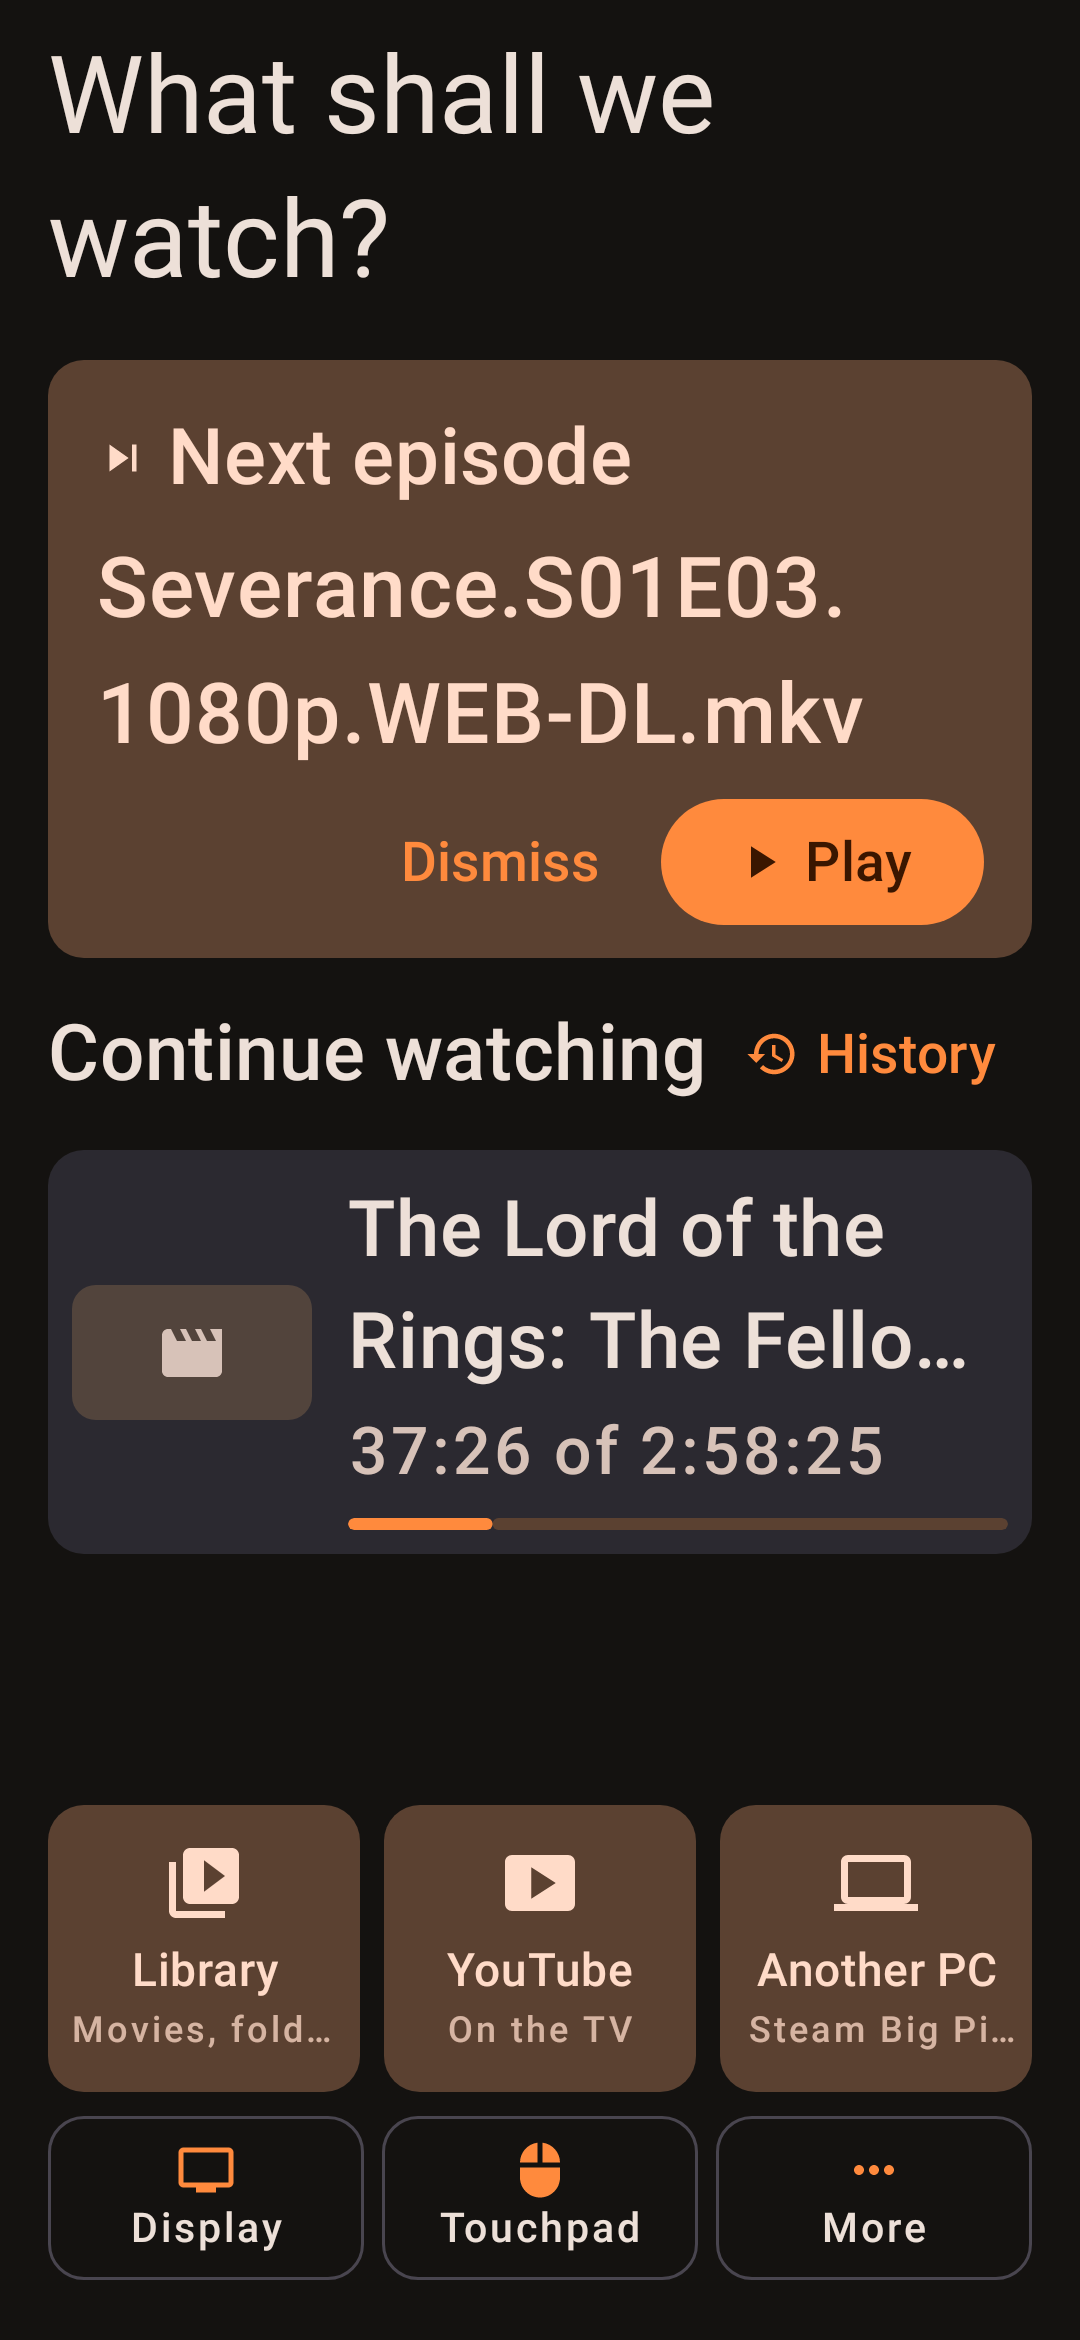 What shall we
watch?
Next episode
Severance.S01E03.
1080p.WEB-DL.mkv
Dismiss
Play
Continue watching
History
The Lord of the
Rings: The Fello…
37:26 of 2:58:25
Library
Movies, fold…
YouTube
On the TV
Another PC
Steam Big Pi…
Display
Touchpad
More